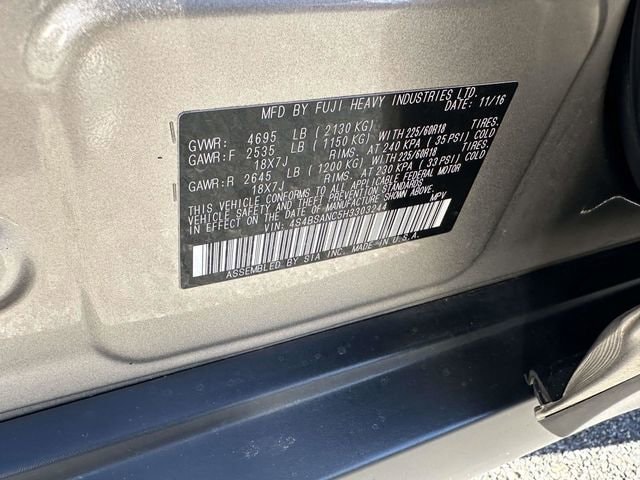 MFD BY FUJI HEAVY INDUSTRIES LTD.
DATE: 11/16
GVWR: 4695 LB ( 2130 KG)
GAWR:F 2535 LB ( 1150 KG) WITH 225/60R18 TIRES,
18X7J RIMS, AT 240 KPA ( 35 PSI) COLD
GAWR:R 2645 LB ( 1200 KG) WITH 225/60R18 TIRES,
18X7J RIMS, AT 230 KPA ( 33 PSI) COLD
THIS VEHICLE CONFORMS TO ALL APPLICABLE FEDERAL MOTOR
VEHICLE SAFETY AND THEFT PREVENTION STANDARDS
IN EFFECT ON THE DATE OF MANUFACTURE SHOWN ABOVE.
VIN: 4S4BSANC5H3303944 MPV
ASSEMBLED BY SIA INC. MADE IN U.S.A.